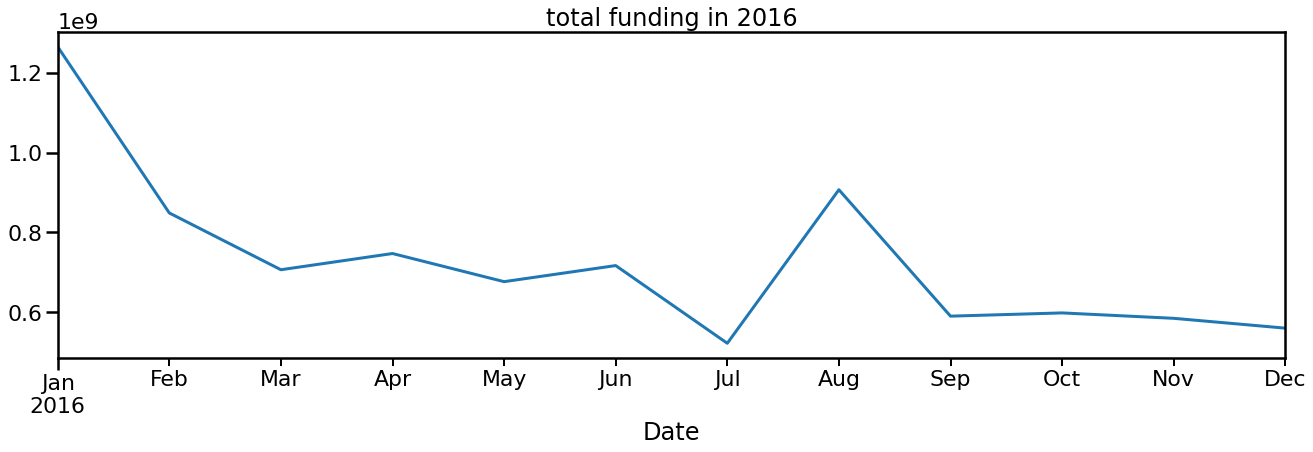 total funding in 2016
1e9
1.2
1.0
0.8
0.6
Jan Feb Mar Apr May Jun Jul Aug Sep Oct Nov Dec
2016
Date